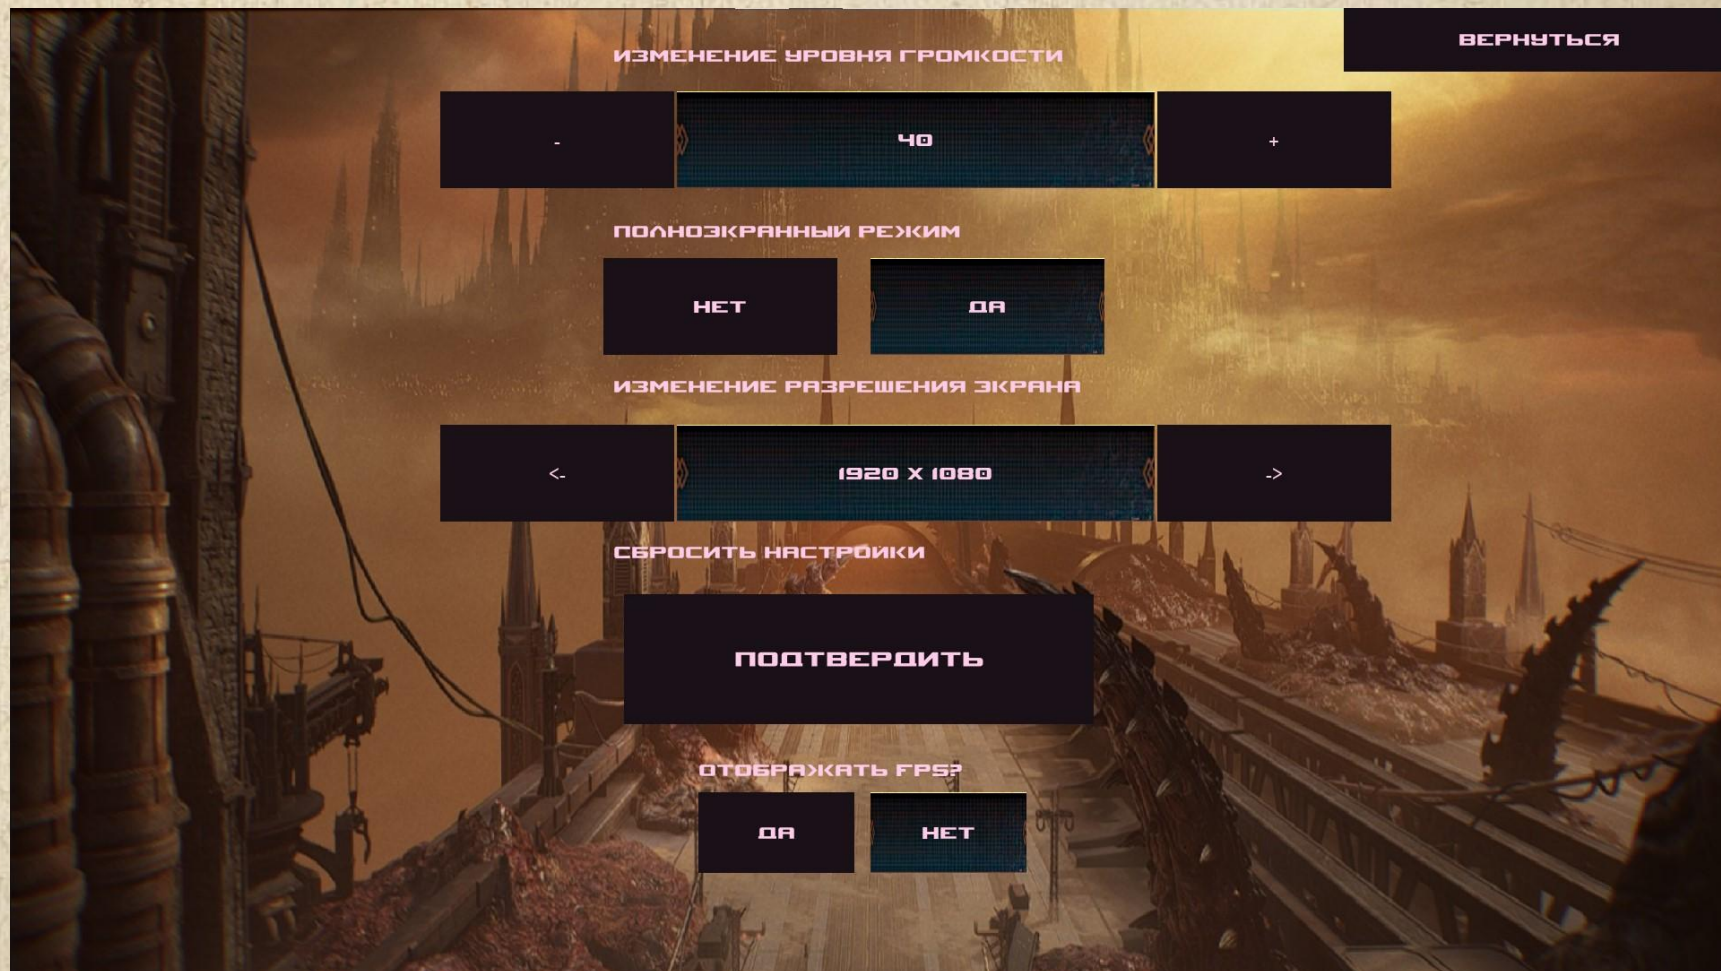 ВЕРНУТЬСЯ
ИЗМЕНЕНИЕ УРОВНЯ ГРОМКОСТИ
- 40 +
ПОЛНОЭКРАННЫЙ РЕЖИМ
НЕТ ДА
ИЗМЕНЕНИЕ РАЗРЕШЕНИЯ ЭКРАНА
<- 1920 X 1080 ->
СБРОСИТЬ НАСТРОЙКИ
ПОДТВЕРДИТЬ
ОТОБРАЖАТЬ FPS?
ДА НЕТ